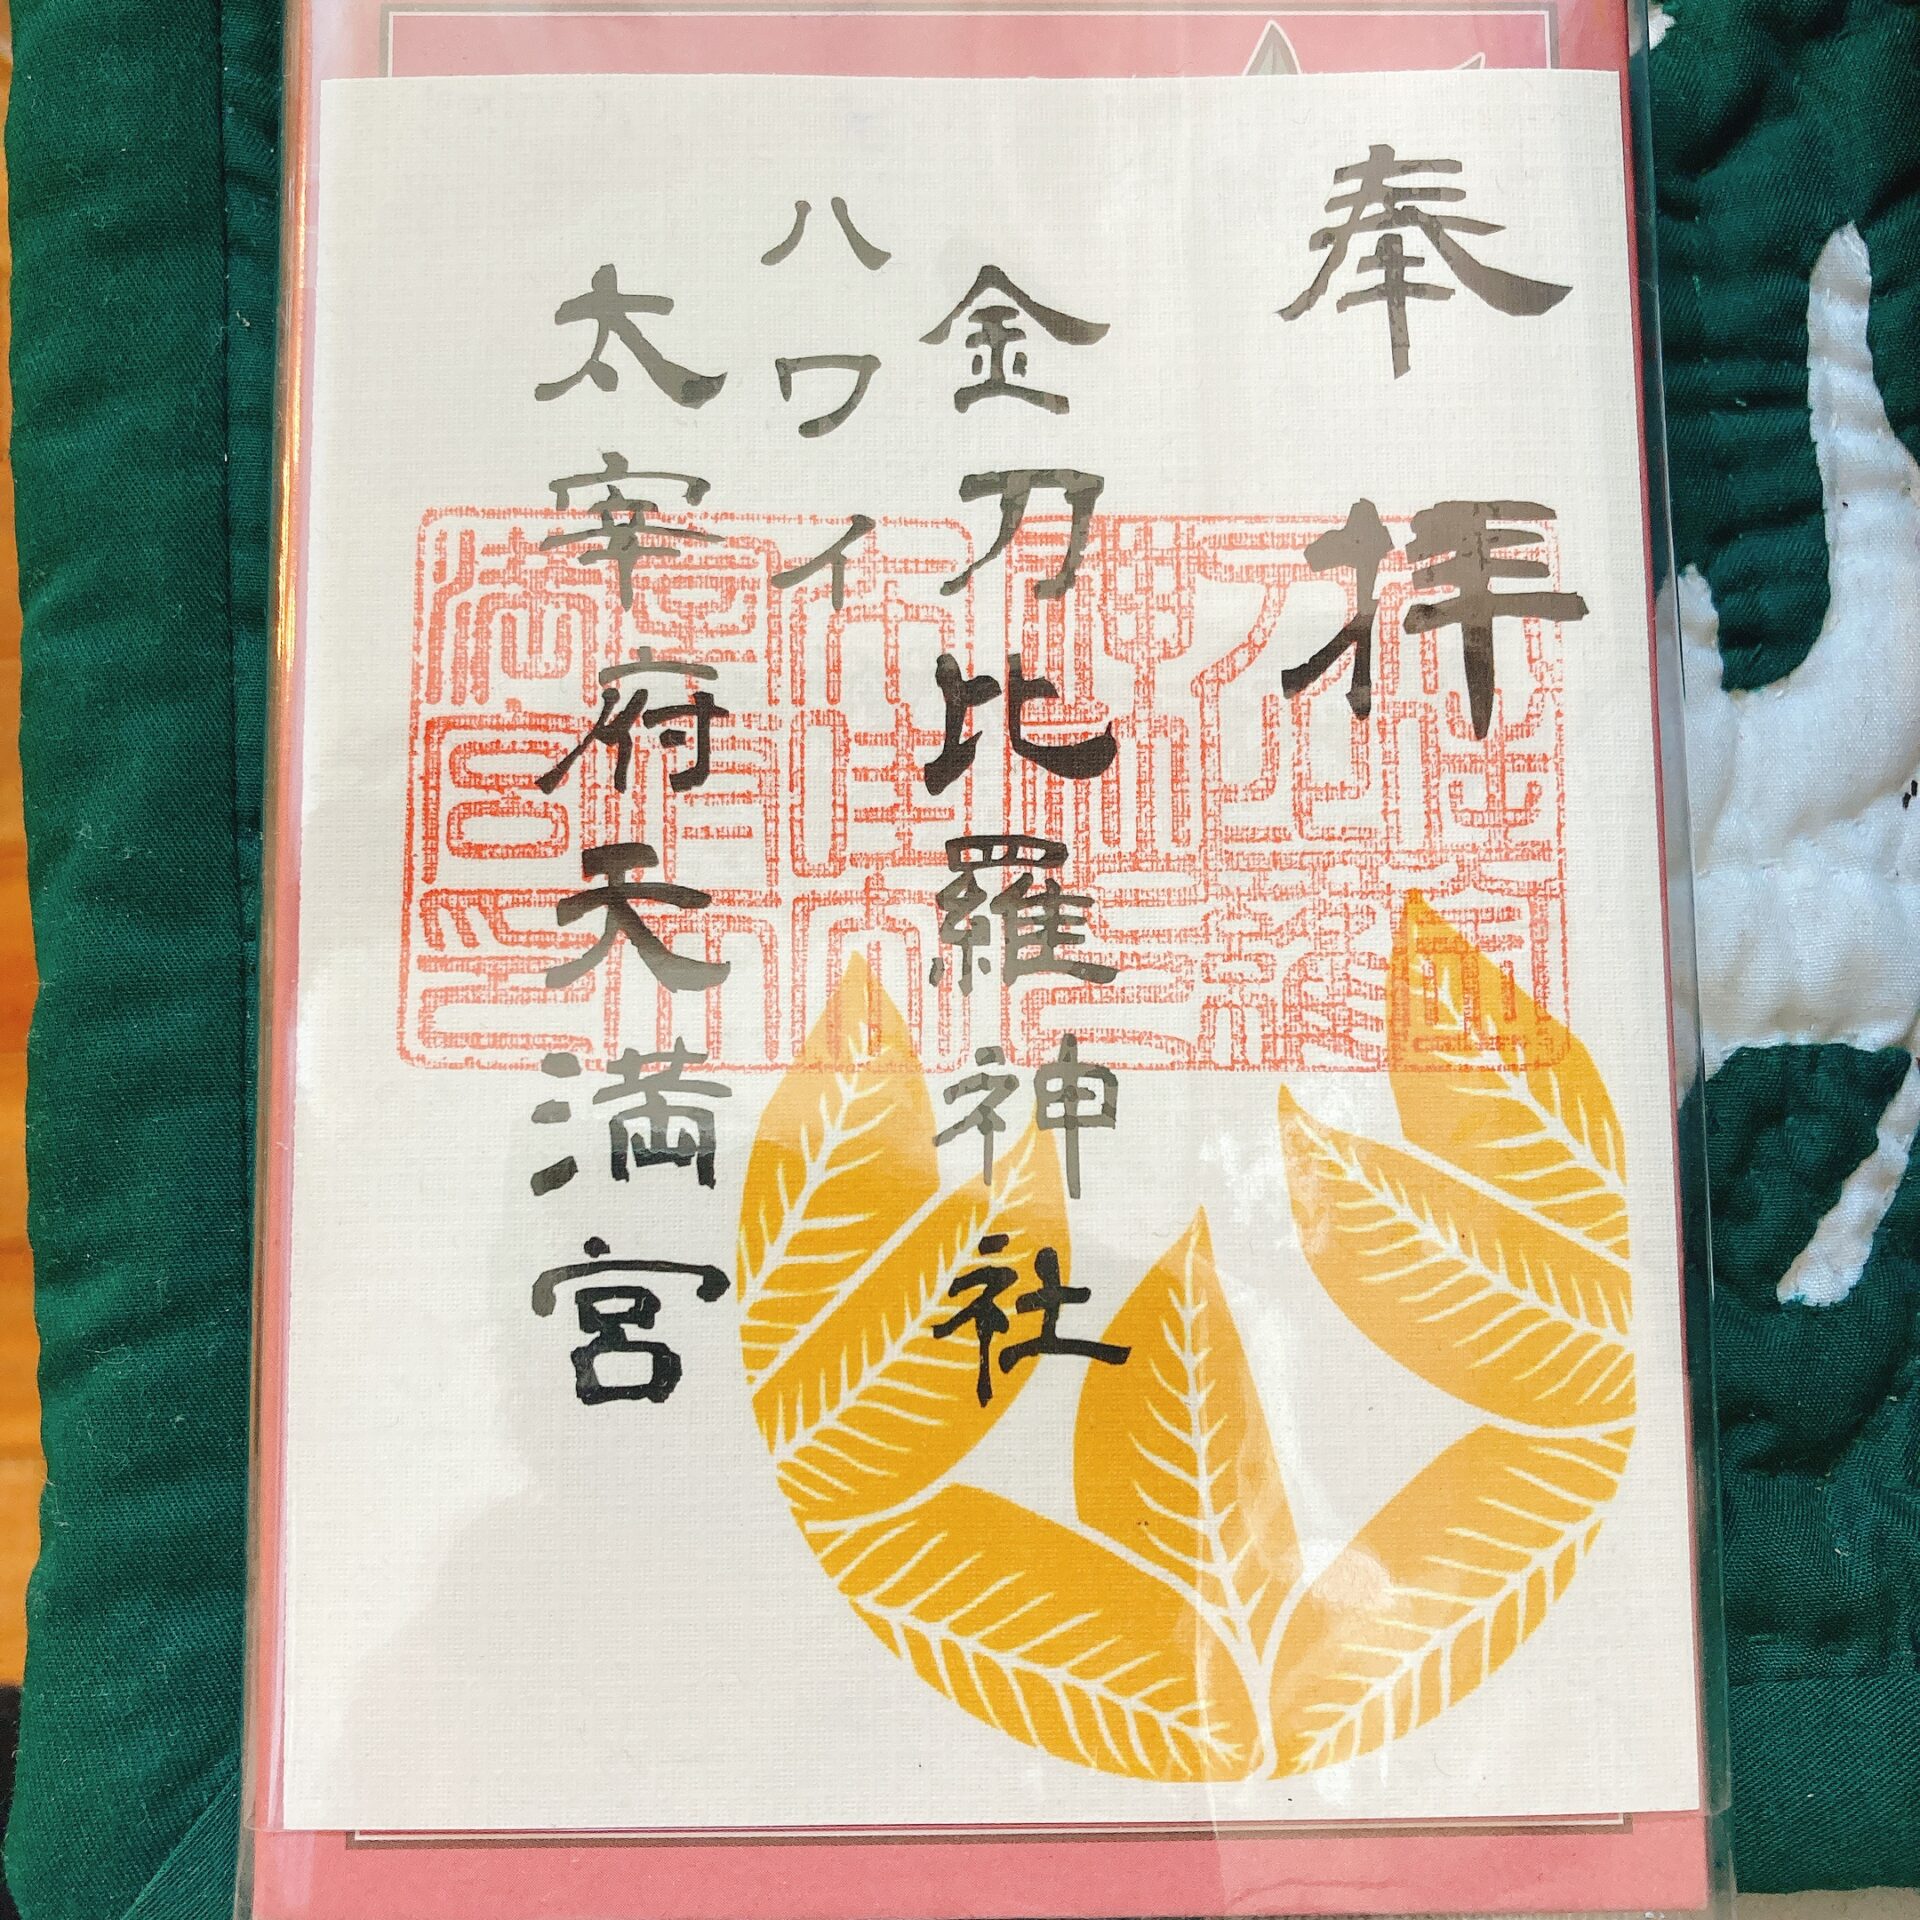 奉拝
金刀比羅神社
ハワイ
太宰府天満宮